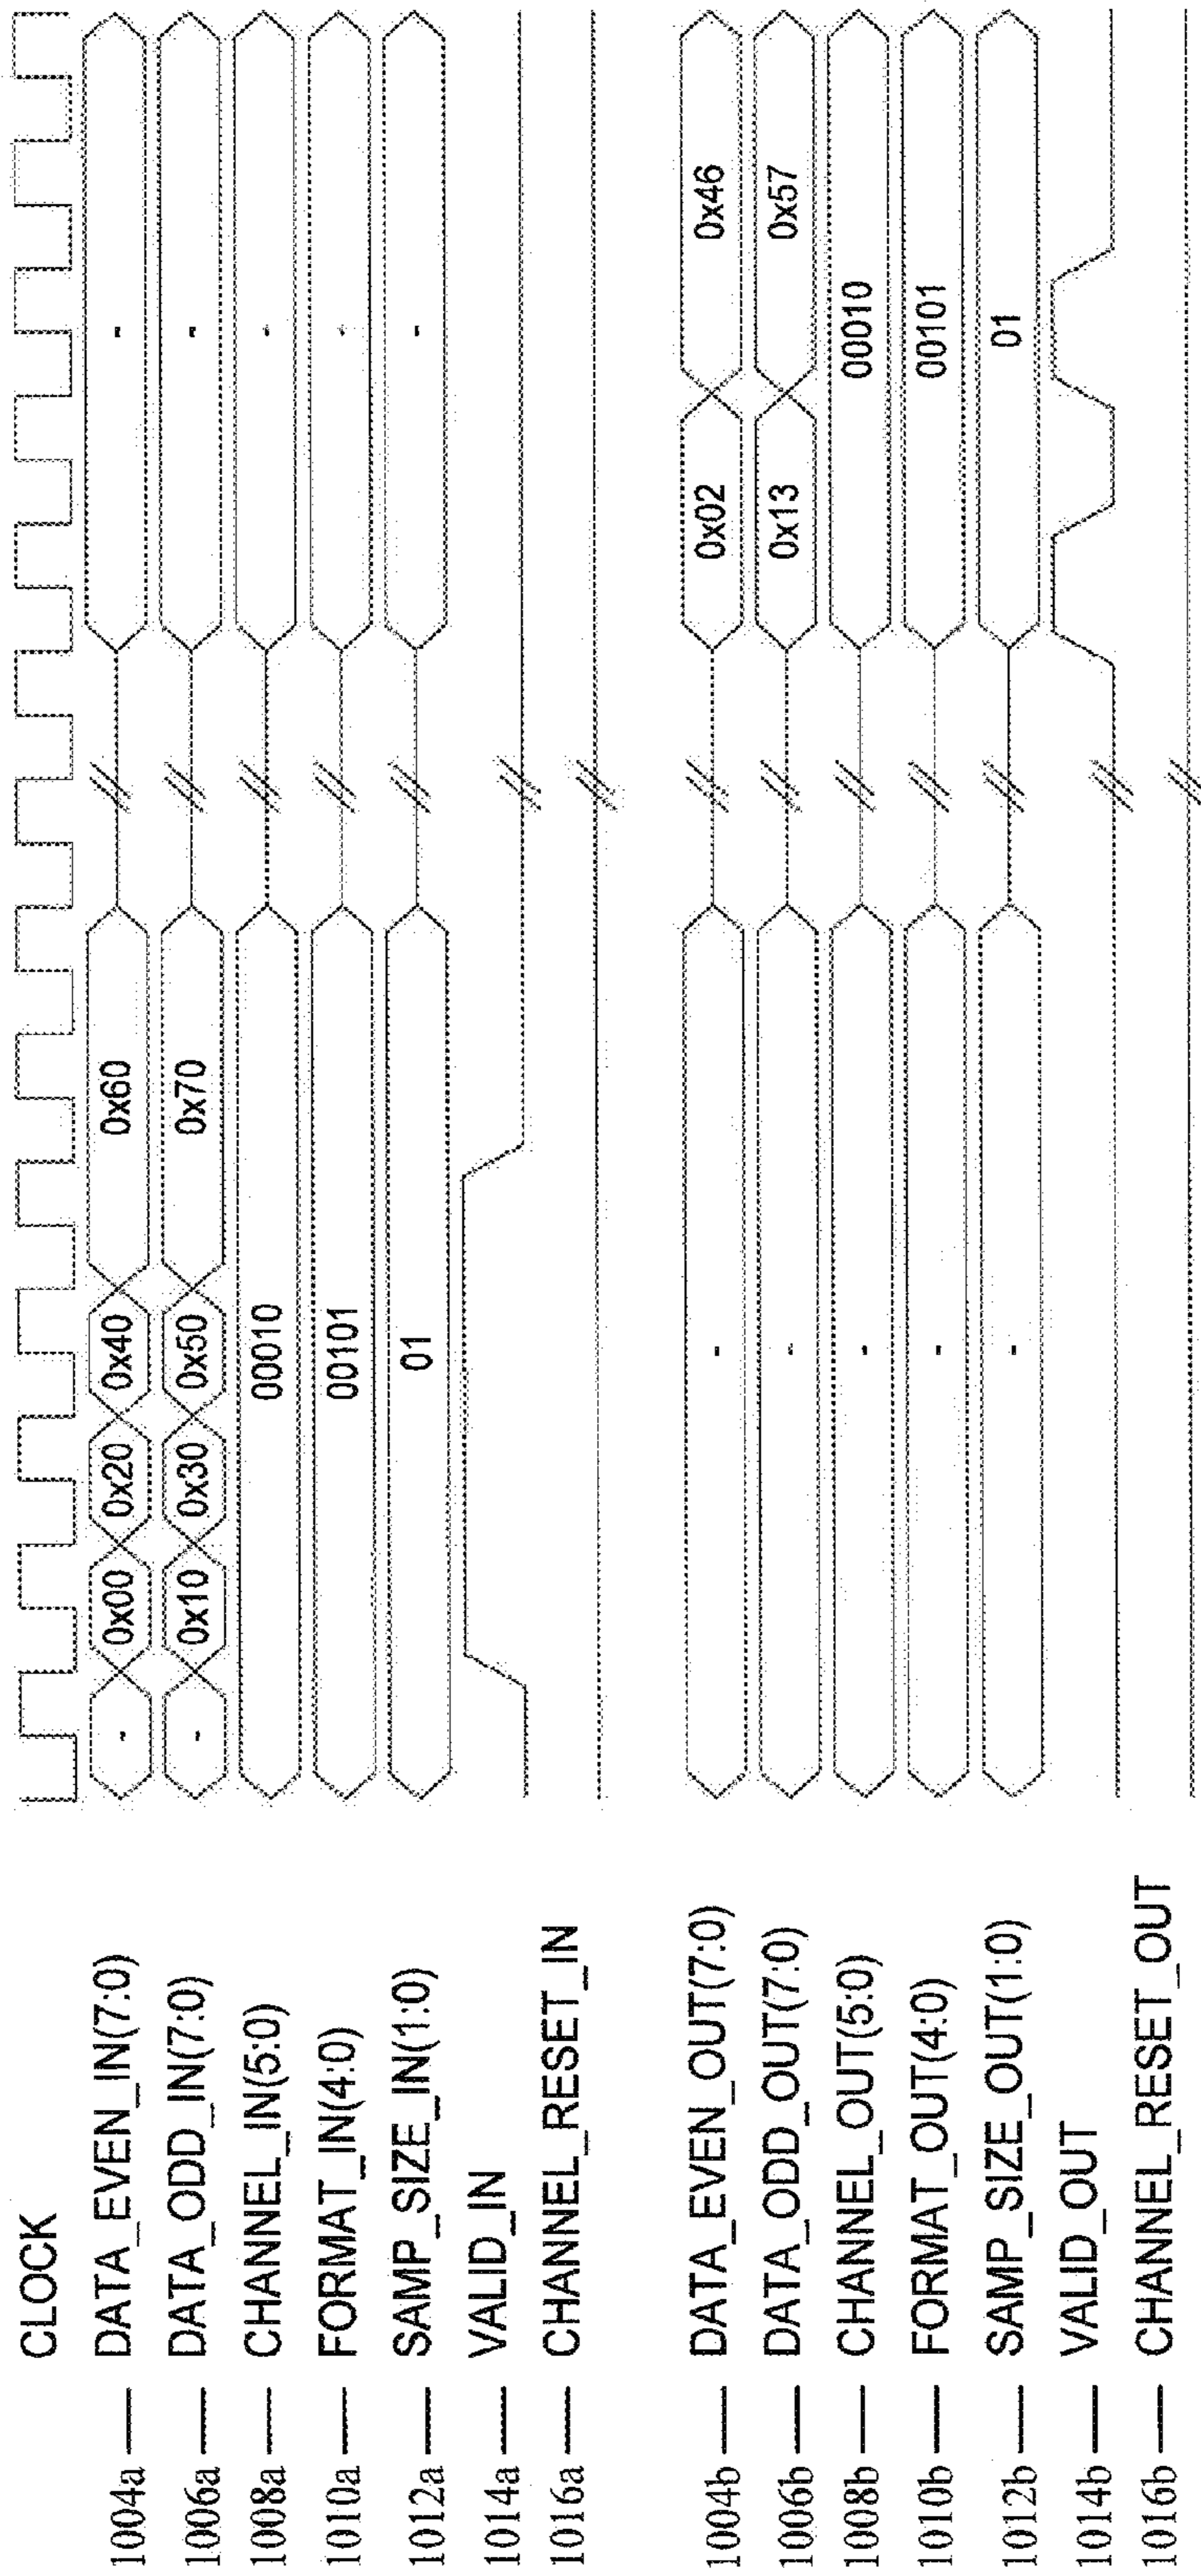 CLOCK
1004a DATA_EVEN_IN(7:0) - 0x00 0x20 0x40 0x60 -
1006a DATA_ODD_IN(7:0) - 0x10 0x30 0x50 0x70 -
1008a CHANNEL_IN(5:0) 00010 -
1010a FORMAT_IN(4:0) 00101 -
1012a SAMP_SIZE_IN(1:0) 01 -
1014a VALID_IN
1016a CHANNEL_RESET_IN
1004b DATA_EVEN_OUT(7:0) - 0x02 0x46
1006b DATA_ODD_OUT(7:0) - 0x13 0x57
1008b CHANNEL_OUT(5:0) - 00010
1010b FORMAT_OUT(4:0) - 00101
1012b SAMP_SIZE_OUT(1:0) - 01
1014b VALID_OUT
1016b CHANNEL_RESET_OUT